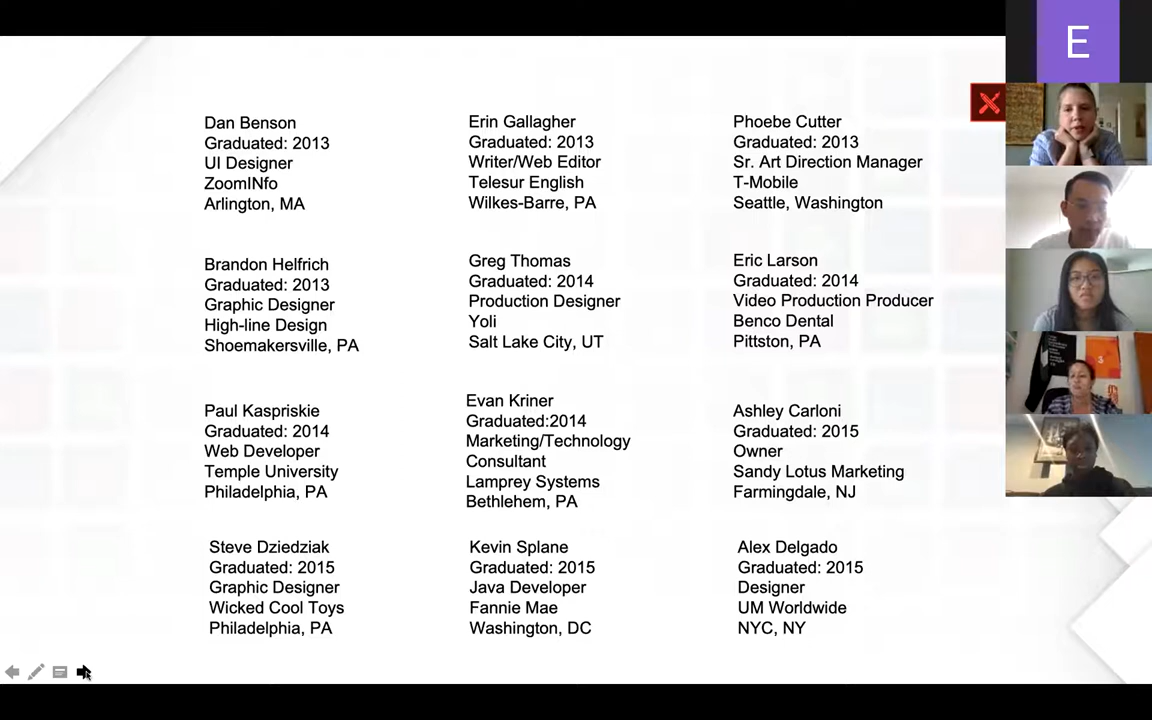 E
Dan Benson
Graduated: 2013
UI Designer
ZoomINfo
Arlington, MA
Erin Gallagher
Graduated: 2013
Writer/Web Editor
Telesur English
Wilkes-Barre, PA
Phoebe Cutter
Graduated: 2013
Sr. Art Direction Manager
T-Mobile
Seattle, Washington
Brandon Helfrich
Graduated: 2013
Graphic Designer
High-line Design
Shoemakersville, PA
Greg Thomas
Graduated: 2014
Production Designer
Yoli
Salt Lake City, UT
Eric Larson
Graduated: 2014
Video Production Producer
Benco Dental
Pittston, PA
Paul Kaspriskie
Graduated: 2014
Web Developer
Temple University
Philadelphia, PA
Evan Kriner
Graduated:2014
Marketing/Technology
Consultant
Lamprey Systems
Bethlehem, PA
Ashley Carloni
Graduated: 2015
Owner
Sandy Lotus Marketing
Farmingdale, NJ
Steve Dziedziak
Graduated: 2015
Graphic Designer
Wicked Cool Toys
Philadelphia, PA
Kevin Splane
Graduated: 2015
Java Developer
Fannie Mae
Washington, DC
Alex Delgado
Graduated: 2015
Designer
UM Worldwide
NYC, NY